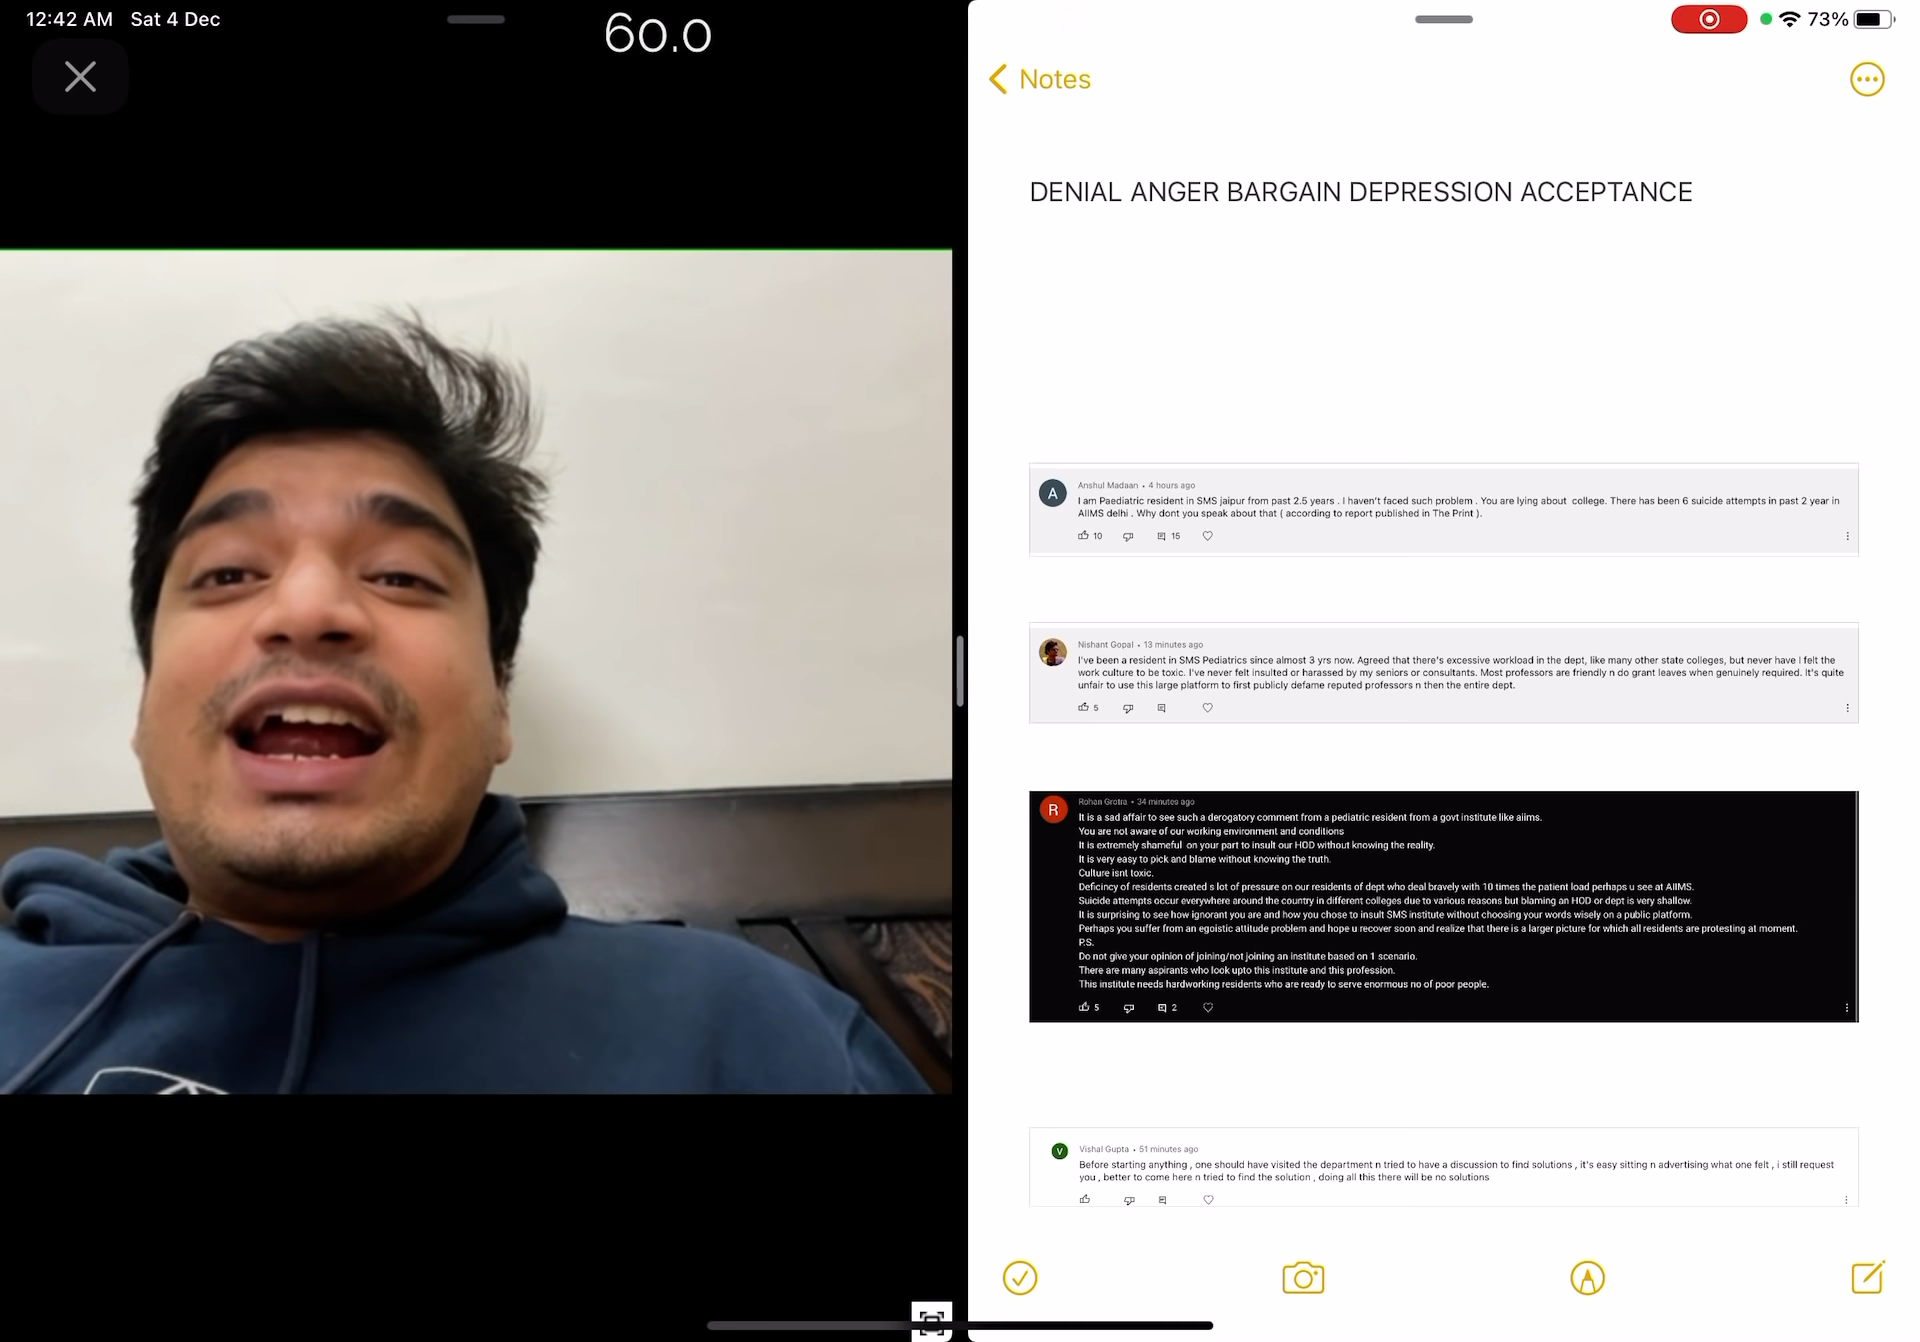 12:42 AM Sat 4 Dec
60.0
73%
Notes
DENIAL ANGER BARGAIN DEPRESSION ACCEPTANCE
A
Anshul Madaan • 4 hours ago
I am Paediatric resident in SMS jaipur from past 2.5 years . I haven't faced such problem . You are lying about college. There has been 6 suicide attempts in past 2 year in
AIIMS delhi . Why dont you speak about that ( according to report published in The Print ).
10 15
Nishant Gopal • 13 minutes ago
I've been a resident in SMS Pediatrics since almost 3 yrs now. Agreed that there's excessive workload in the dept, like many other state colleges, but never have I felt the
work culture to be toxic. I've never felt insulted or harassed by my seniors or consultants. Most professors are friendly n do grant leaves when genuinely required. It's quite
unfair to use this large platform to first publicly defame reputed professors n then the entire dept.
5
R
Rohan Grotra • 34 minutes ago
It is a sad affair to see such a derogatory comment from a pediatric resident from a govt institute like aiims.
You are not aware of our working environment and conditions
It is extremely shameful on your part to insult our HOD without knowing the reality.
It is very easy to pick and blame without knowing the truth.
Culture isnt toxic.
Deficincy of residents created s lot of pressure on our residents of dept who deal bravely with 10 times the patient load perhaps u see at AIIMS.
Suicide attempts occur everywhere around the country in different colleges due to various reasons but blaming an HOD or dept is very shallow.
It is surprising to see how ignorant you are and how you chose to insult SMS institute without choosing your words wisely on a public platform.
Perhaps you suffer from an egoistic attitude problem and hope u recover soon and realize that there is a larger picture for which all residents are protesting at moment.
P.S.
Do not give your opinion of joining/not joining an institute based on 1 scenario.
There are many aspirants who look upto this institute and this profession.
This institute needs hardworking residents who are ready to serve enormous no of poor people.
5 2
V
Vishal Gupta • 51 minutes ago
Before starting anything , one should have visited the department n tried to have a discussion to find solutions , it's easy sitting n advertising what one felt , i still request
you , better to come here n tried to find the solution , doing all this there will be no solutions